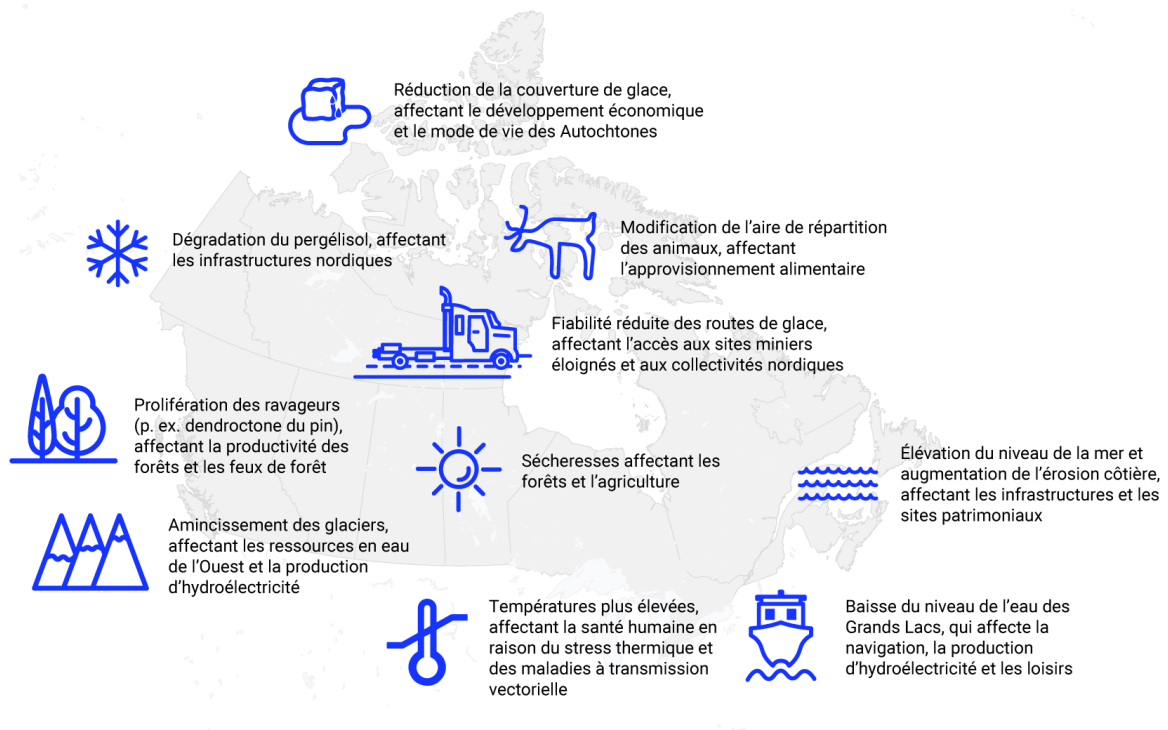 Réduction de la couverture de glace,
affectant le développement économique
et le mode de vie des Autochtones
Dégradation du pergélisol, affectant
les infrastructures nordiques
Modification de l'aire de répartition
des animaux, affectant
l'approvisionnement alimentaire
Fiabilité réduite des routes de glace,
affectant l'accès aux sites miniers
éloignés et aux collectivités nordiques
Prolifération des ravageurs
(p. ex. dendroctone du pin),
affectant la productivité des
forêts et les feux de forêt
Sécheresses affectant les
forêts et l'agriculture
Élévation du niveau de la mer et
augmentation de l'érosion côtière,
affectant les infrastructures et les
sites patrimoniaux
Amincissement des glaciers,
affectant les ressources en eau
de l'Ouest et la production
d'hydroélectricité
Températures plus élevées,
affectant la santé humaine en
raison du stress thermique et
des maladies à transmission
vectorielle
Baisse du niveau de l'eau des
Grands Lacs, qui affecte la
navigation, la production
d'hydroélectricité et les loisirs